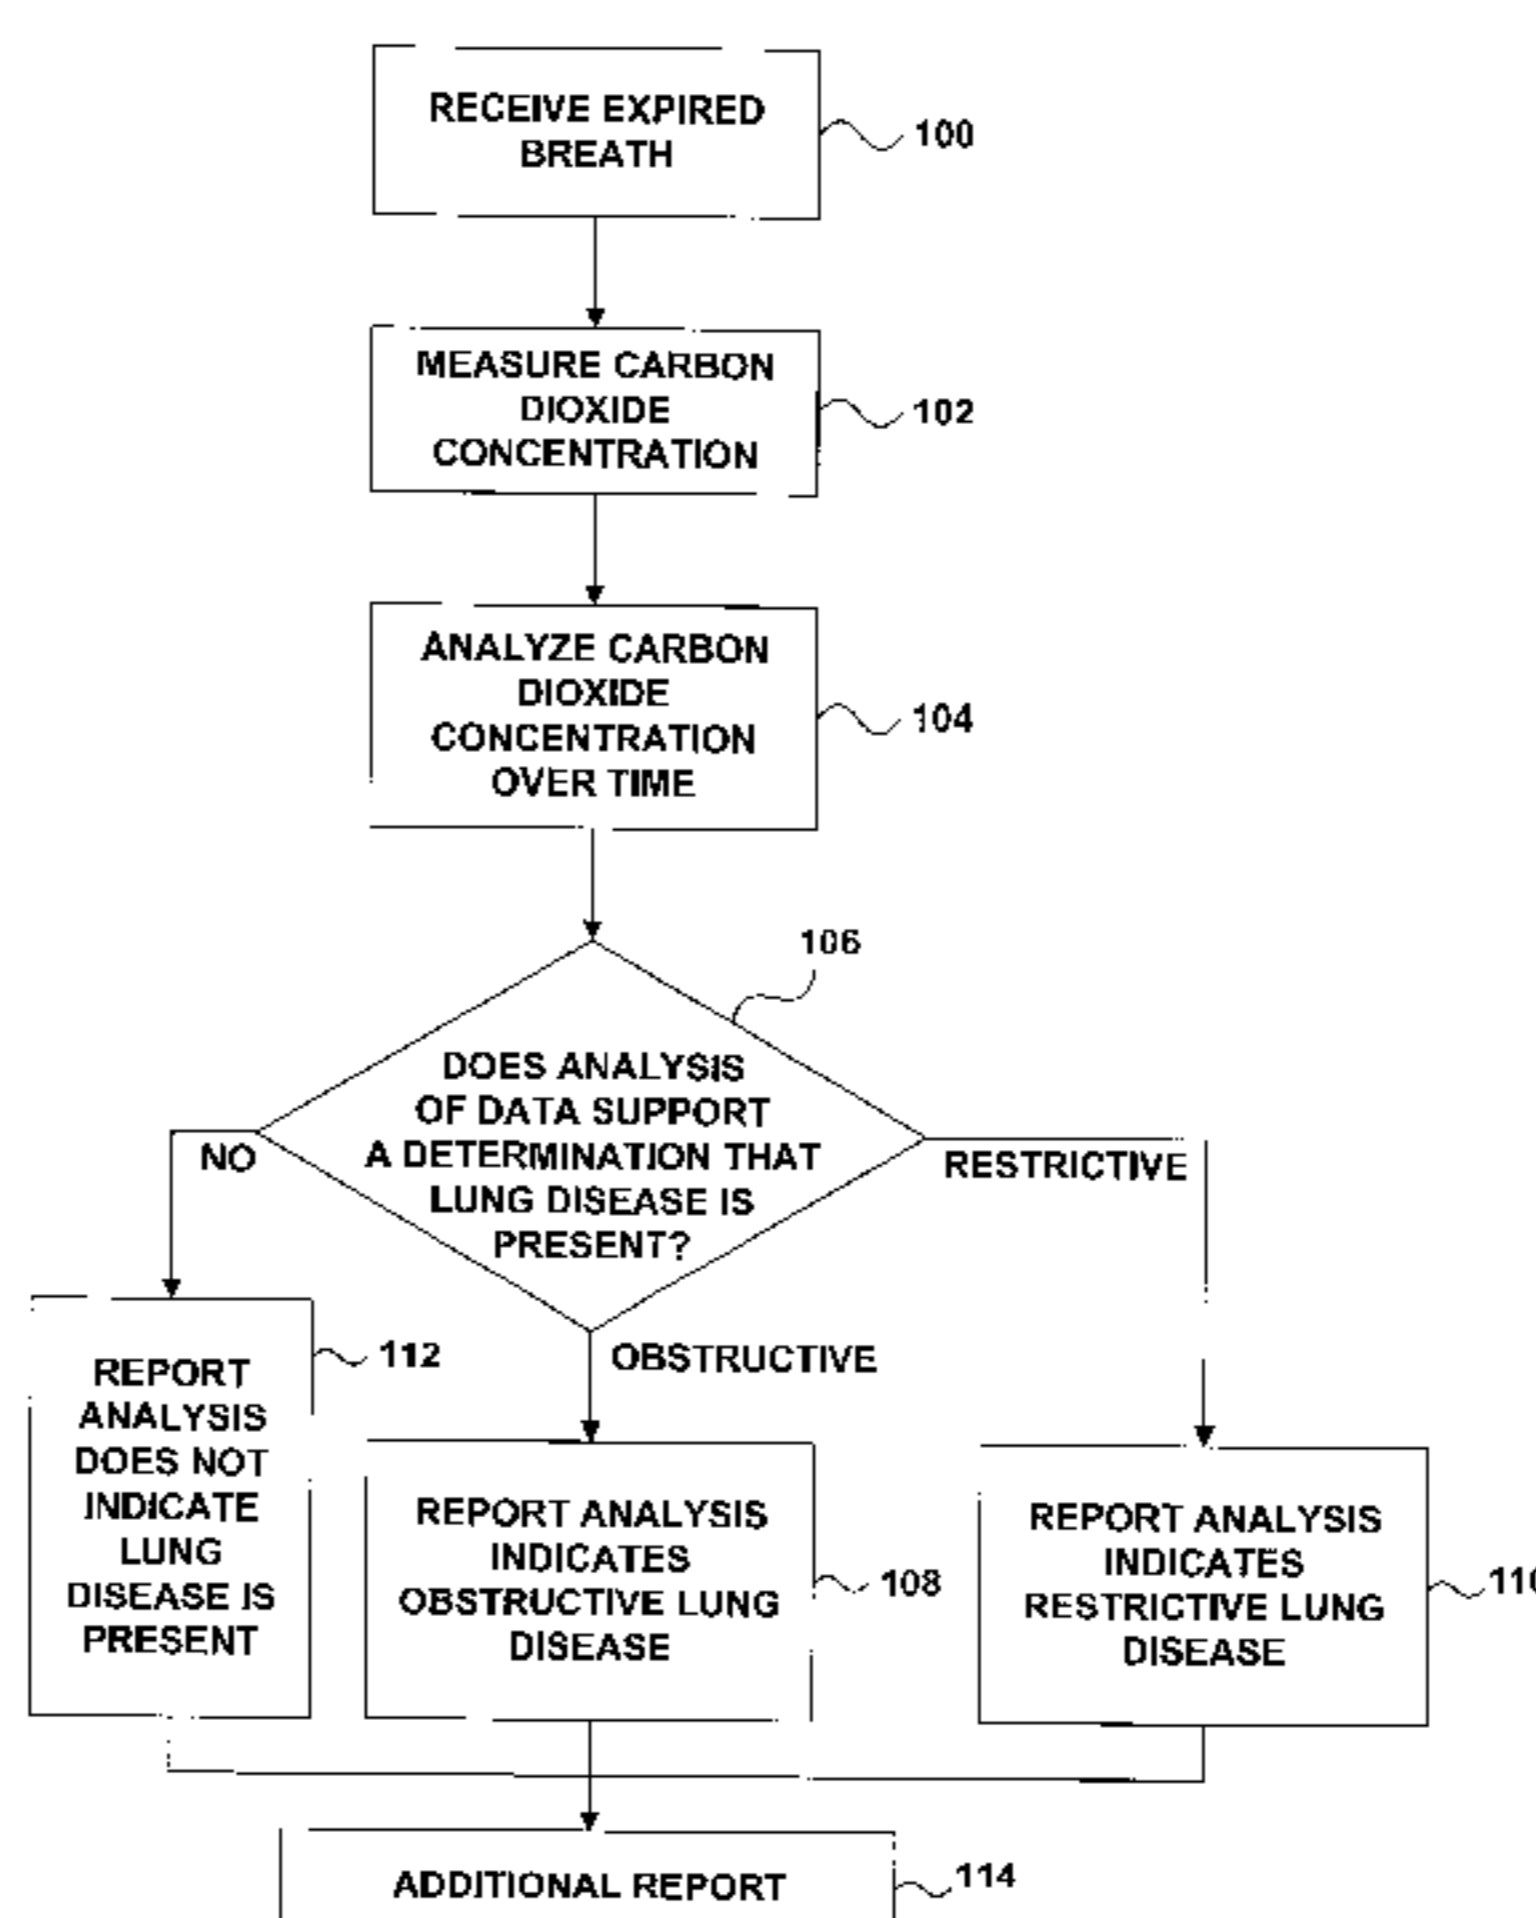 RECEIVE EXPIRED
BREATH
100
MEASURE CARBON
DIOXIDE
CONCENTRATION
102
ANALYZE CARBON
DIOXIDE
CONCENTRATION
OVER TIME
104
106
DOES ANALYSIS
OF DATA SUPPORT
A DETERMINATION THAT
LUNG DISEASE IS
PRESENT?
NO
RESTRICTIVE
OBSTRUCTIVE
REPORT
ANALYSIS
DOES NOT
INDICATE
LUNG
DISEASE IS
PRESENT
112
REPORT ANALYSIS
INDICATES
OBSTRUCTIVE LUNG
DISEASE
108
REPORT ANALYSIS
INDICATES
RESTRICTIVE LUNG
DISEASE
110
ADDITIONAL REPORT
114